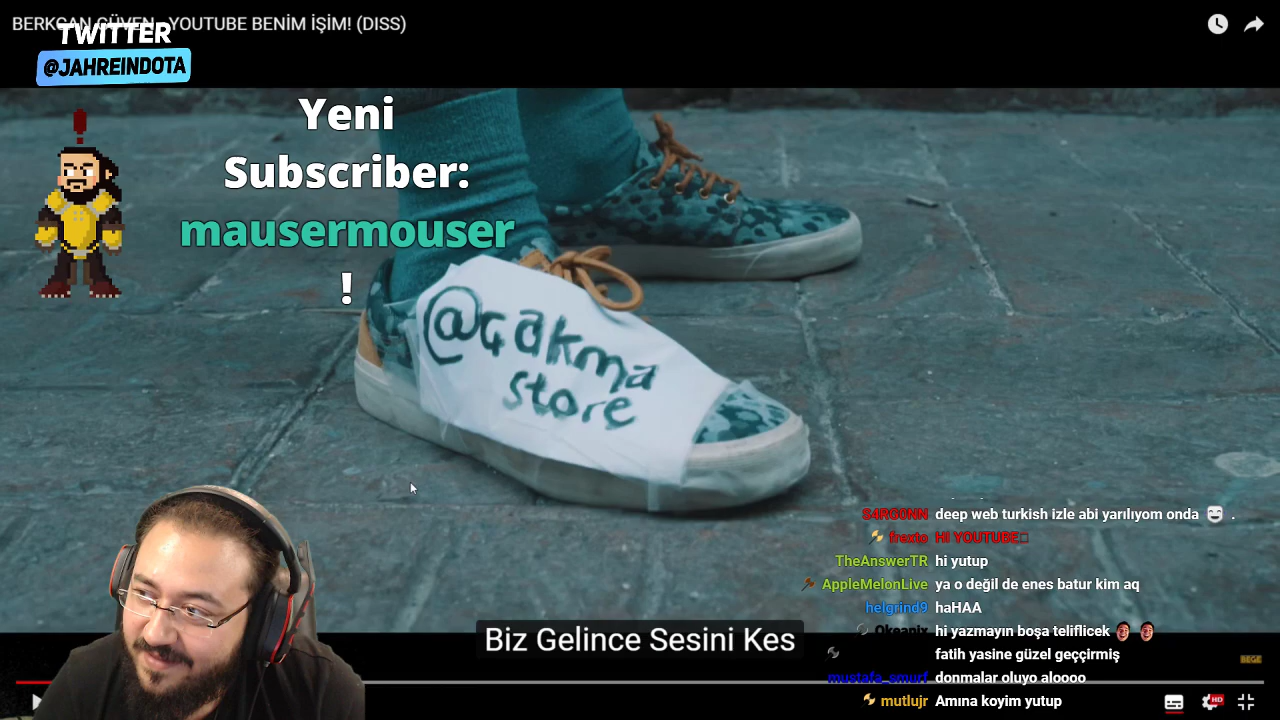 BERKCAN GÜVEN - YOUTUBE BENİM İŞİM! (DISS)
TWITTER
@JAHREINDOTA
Yeni
Subscriber:
mausermouser
!
@çakma
store
S4RG0NN deep web turkish izle abi yarılıyom onda .
frexto HI YOUTUBE
TheAnswerTR hi yutup
AppleMelonLive ya o değil de enes batur kim aq
helgrind9 haHAA
Okeanix hi yazmayın boşa teliflicek
fatih yasine güzel geççirmiş
mustafa_smurf donmalar oluyo aloooo
mutlujr Amına koyim yutup
Biz Gelince Sesini Kes
BEGE
HD